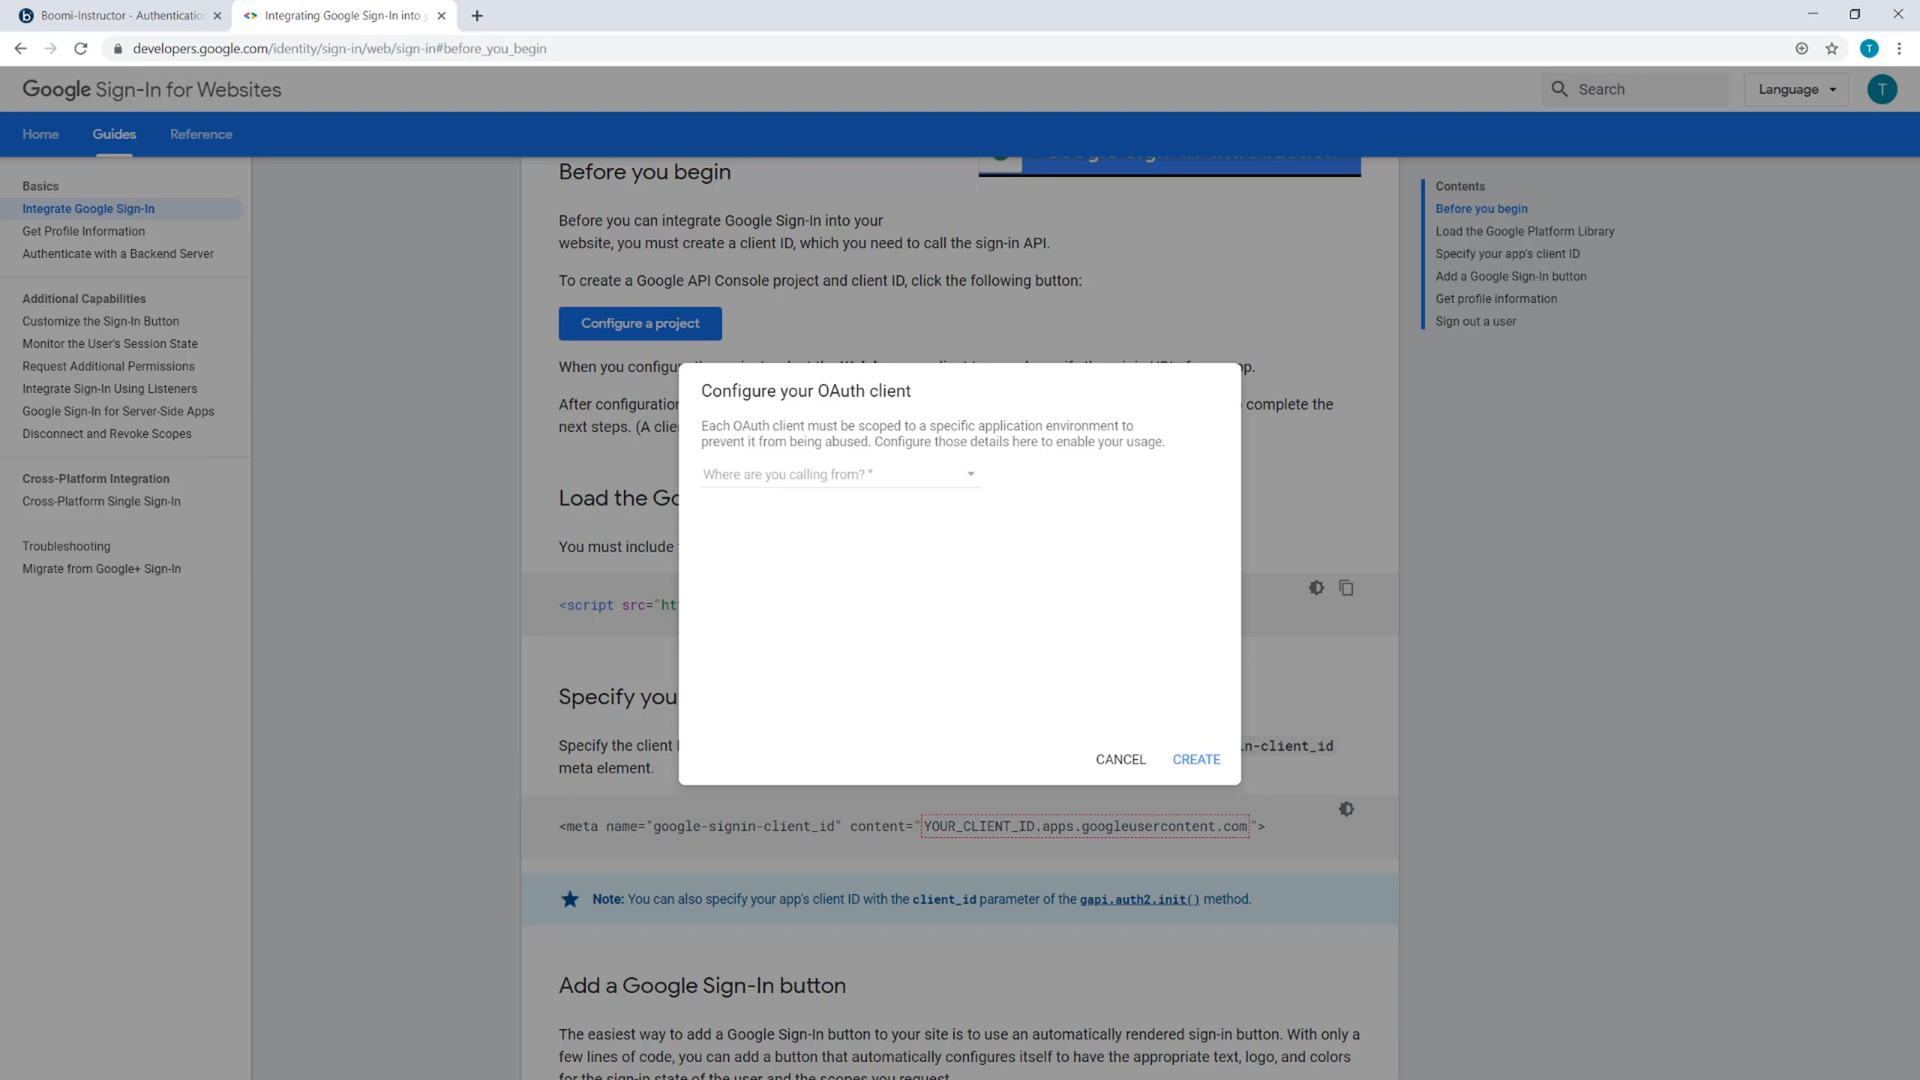 Boomi-Instructor - Authenticatio
Integrating Google Sign-In into y
developers.google.com/identity/sign-in/web/sign-in#before_you_begin
T
Google Sign-In for Websites
Search
Language
T
Home
Guides
Reference
Basics
Integrate Google Sign-In
Get Profile Information
Authenticate with a Backend Server
Additional Capabilities
Customize the Sign-In Button
Monitor the User's Session State
Request Additional Permissions
Integrate Sign-In Using Listeners
Google Sign-In for Server-Side Apps
Disconnect and Revoke Scopes
Cross-Platform Integration
Cross-Platform Single Sign-In
Troubleshooting
Migrate from Google+ Sign-In
Before you begin
Before you can integrate Google Sign-In into your
website, you must create a client ID, which you need to call the sign-in API.
To create a Google API Console project and client ID, click the following button:
Configure a project
When you configu
op.
After configuration
complete the
next steps. (A clie
Configure your OAuth client
Each OAuth client must be scoped to a specific application environment to
prevent it from being abused. Configure those details here to enable your usage.
Where are you calling from? *
CANCEL
CREATE
Load the Go
You must include
<script src="ht
Specify you
Specify the client I
n-client_id
meta element.
<meta name="google-signin-client_id" content="YOUR_CLIENT_ID.apps.googleusercontent.com">
Note: You can also specify your app's client ID with the client_id parameter of the gapi.auth2.init() method.
Add a Google Sign-In button
The easiest way to add a Google Sign-In button to your site is to use an automatically rendered sign-in button. With only a
few lines of code, you can add a button that automatically configures itself to have the appropriate text, logo, and colors
for the sign-in state of the user and the scopes you request.
Contents
Before you begin
Load the Google Platform Library
Specify your app's client ID
Add a Google Sign-In button
Get profile information
Sign out a user